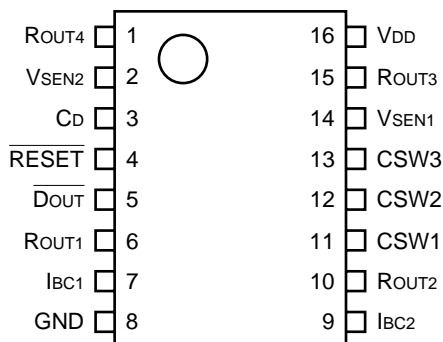 ROUT4 1 16 VDD
VSEN2 2 15 ROUT3
CD 3 14 VSEN1
RESET 4 13 CSW3
DOUT 5 12 CSW2
ROUT1 6 11 CSW1
IBC1 7 10 ROUT2
GND 8 9 IBC2